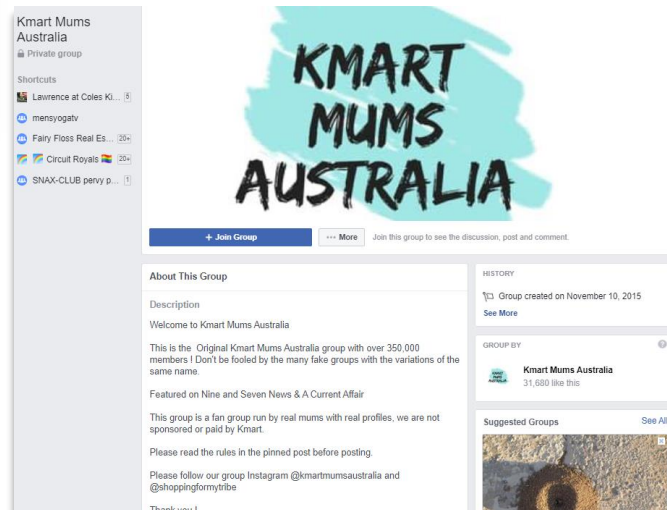 Kmart Mums
Australia
Private group
Shortcuts
Lawrence at Coles Ki... 5
mensyogatv
Fairy Floss Real Es... 20+
Circuit Royals 20+
SNAX-CLUB pervy p... 1
KMART
MUMS
AUSTRALIA
+ Join Group
••• More
Join this group to see the discussion, post and comment.
About This Group
Description
Welcome to Kmart Mums Australia
This is the Original Kmart Mums Australia group with over 350,000
members ! Don't be fooled by the many fake groups with the variations of the
same name.
Featured on Nine and Seven News & A Current Affair
This group is a fan group run by real mums with real profiles, we are not
sponsored or paid by Kmart.
Please read the rules in the pinned post before posting.
Please follow our group Instagram @kmartmumsaustralia and
@shoppingformytribe
Thank you !
HISTORY
Group created on November 10, 2015
See More
GROUP BY
KMART
MUMS
AUSTRALIA
Kmart Mums Australia
31,680 like this
Suggested Groups
See All